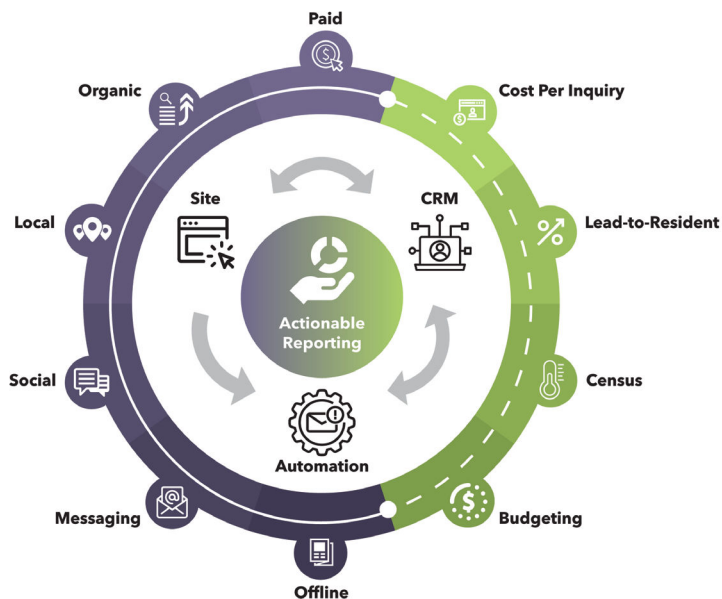 Paid
Organic
Cost Per Inquiry
Site
CRM
Local
Lead-to-Resident
Actionable
Reporting
Social
Census
Automation
Messaging
Budgeting
Offline